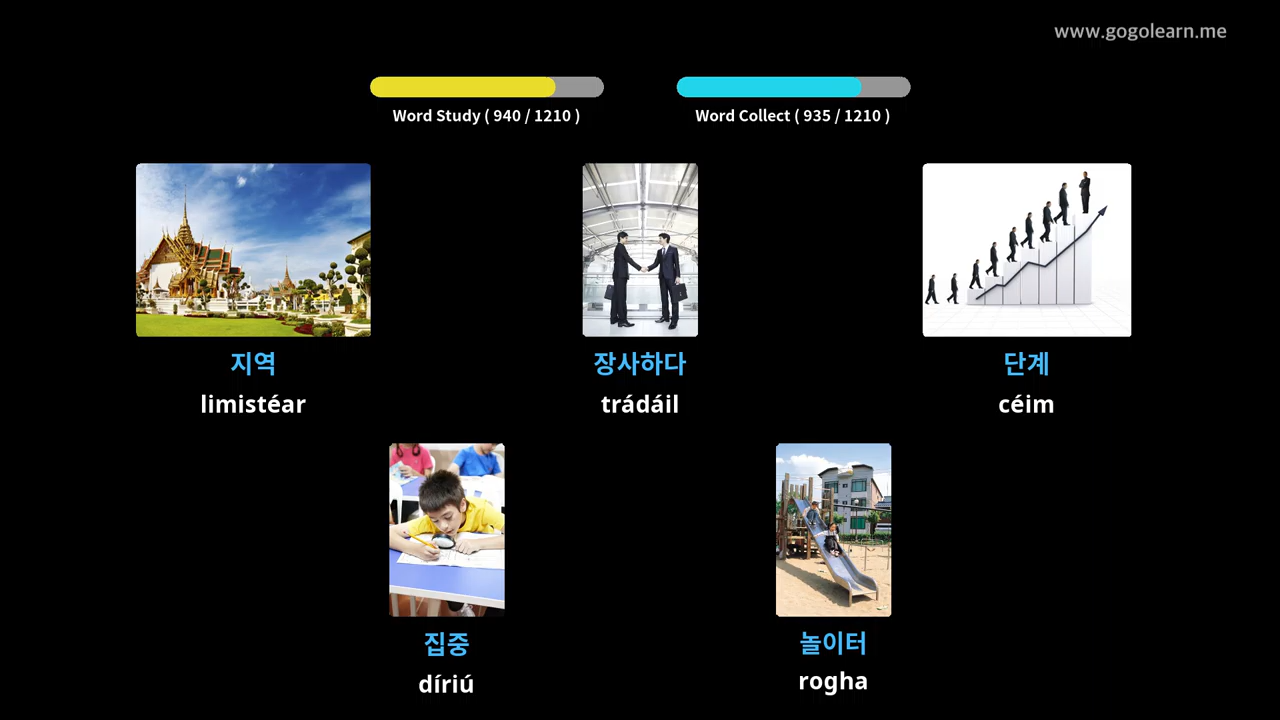 www.gogolearn.me
Word Study ( 940 / 1210 )
Word Collect ( 935 / 1210 )
지역
limistéar
장사하다
trádáil
단계
céim
집중
díriú
놀이터
rogha